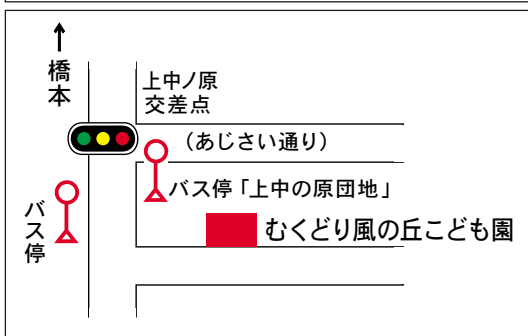 橋本
上中ノ原
交差点
(あじさい通り)
バス停「上中の原団地」
バス停
むくどり風の丘こども園